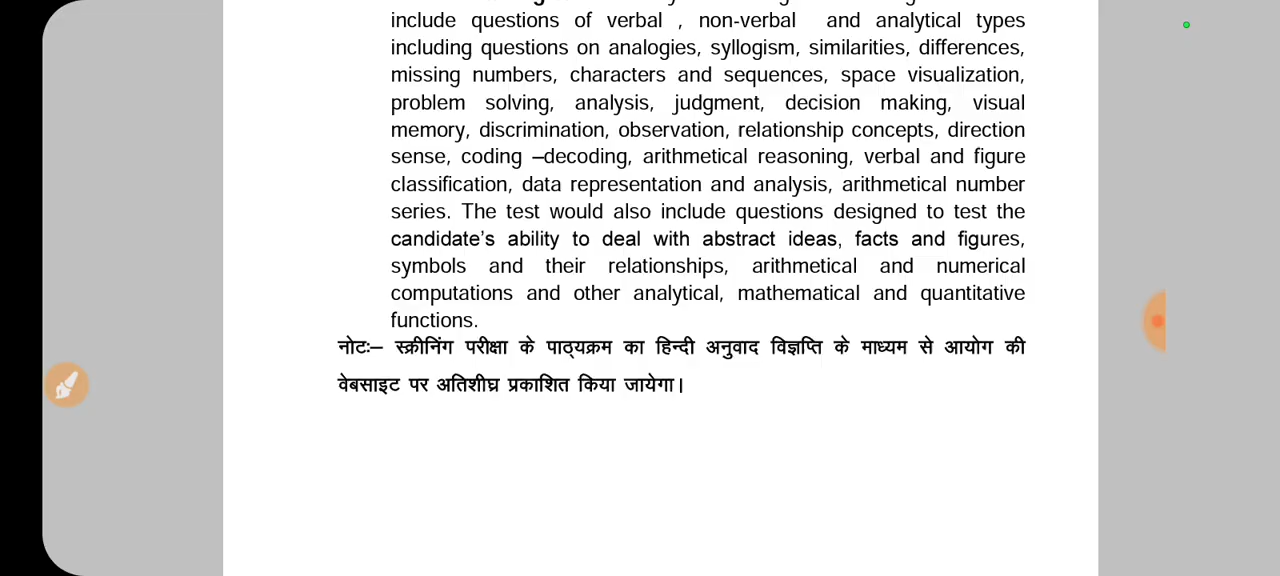 include questions of verbal , non-verbal and analytical types
including questions on analogies, syllogism, similarities, differences,
missing numbers, characters and sequences, space visualization,
problem solving, analysis, judgment, decision making, visual
memory, discrimination, observation, relationship concepts, direction
sense, coding –decoding, arithmetical reasoning, verbal and figure
classification, data representation and analysis, arithmetical number
series. The test would also include questions designed to test the
candidate's ability to deal with abstract ideas, facts and figures,
symbols and their relationships, arithmetical and numerical
computations and other analytical, mathematical and quantitative
functions.
नोटः– स्क्रीनिंग परीक्षा के पाठ्यक्रम का हिन्दी अनुवाद विज्ञप्ति के माध्यम से आयोग की
वेबसाइट पर अतिशीघ्र प्रकाशित किया जायेगा।